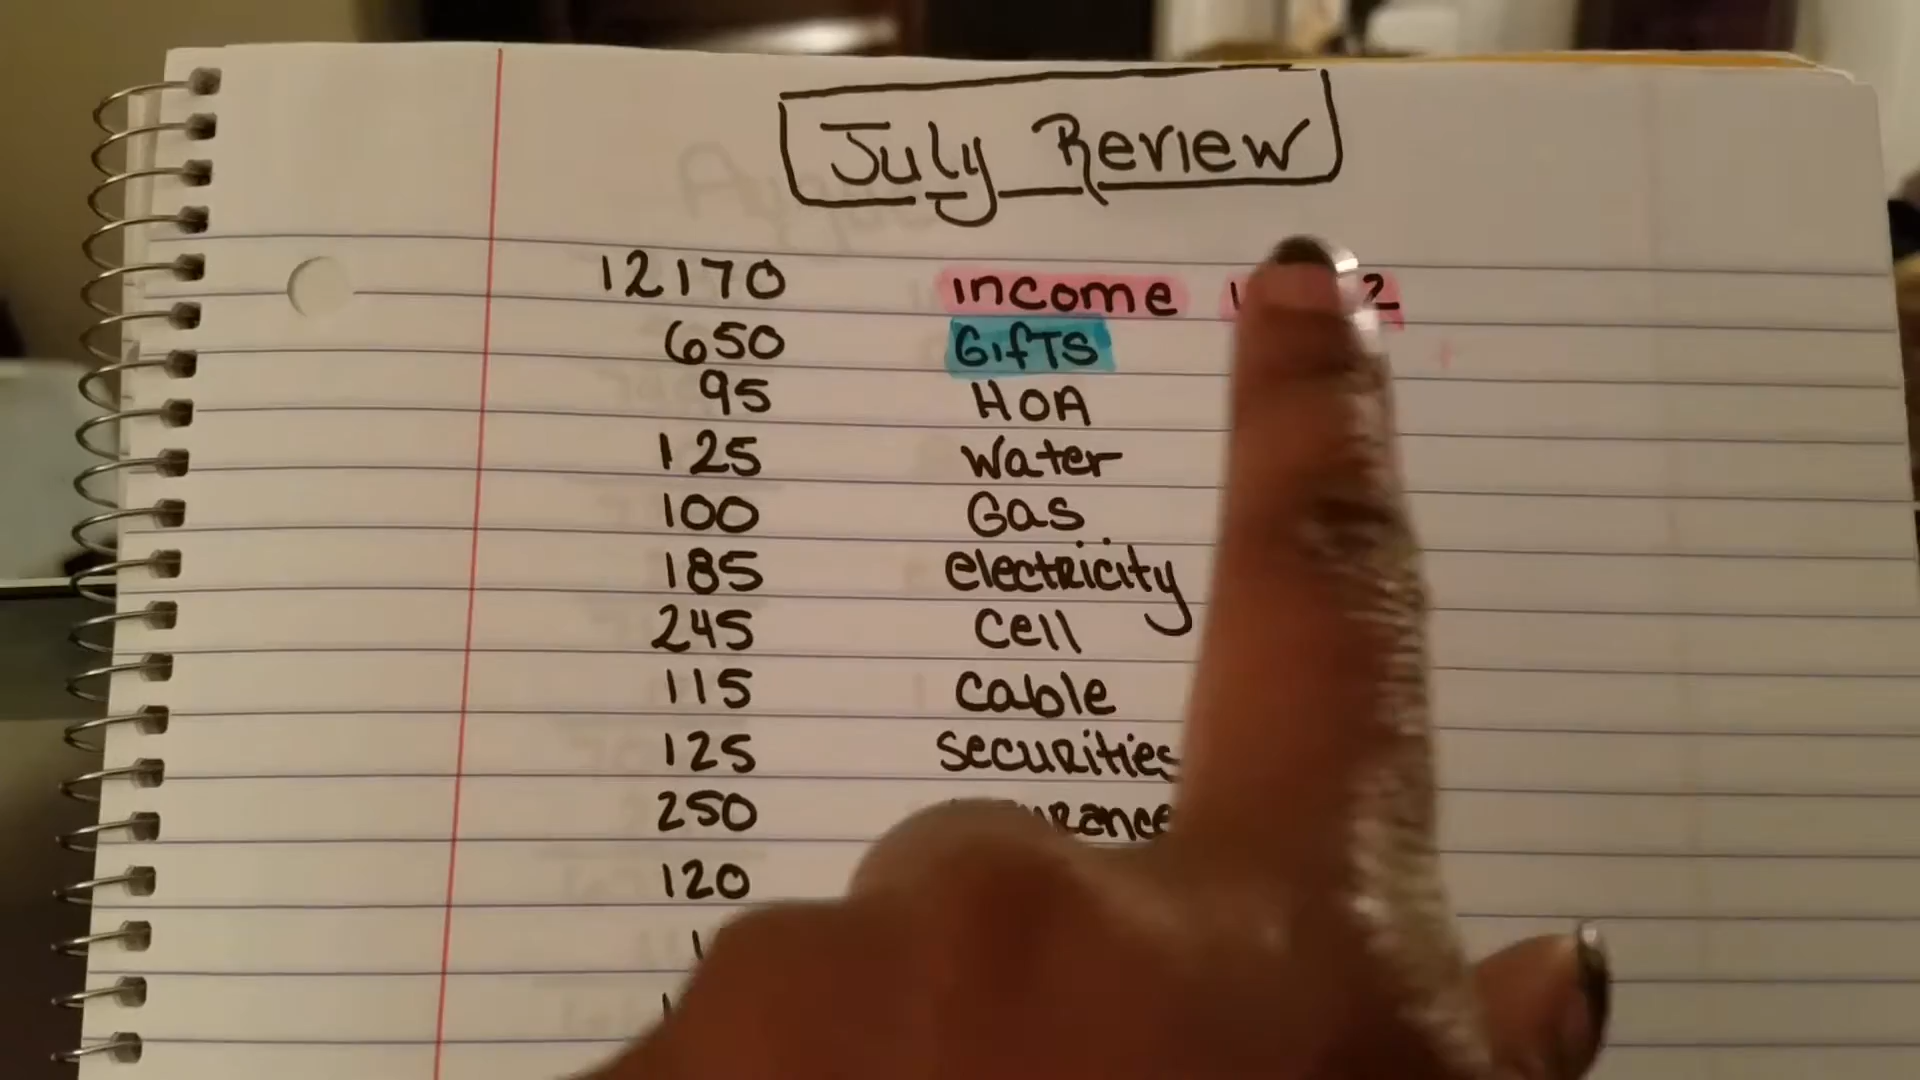 July Review
12170 income
650 Gifts
95 HOA
125 Water
100 Gas
185 electricity
245 Cell
115 Cable
125 Securities
250
120